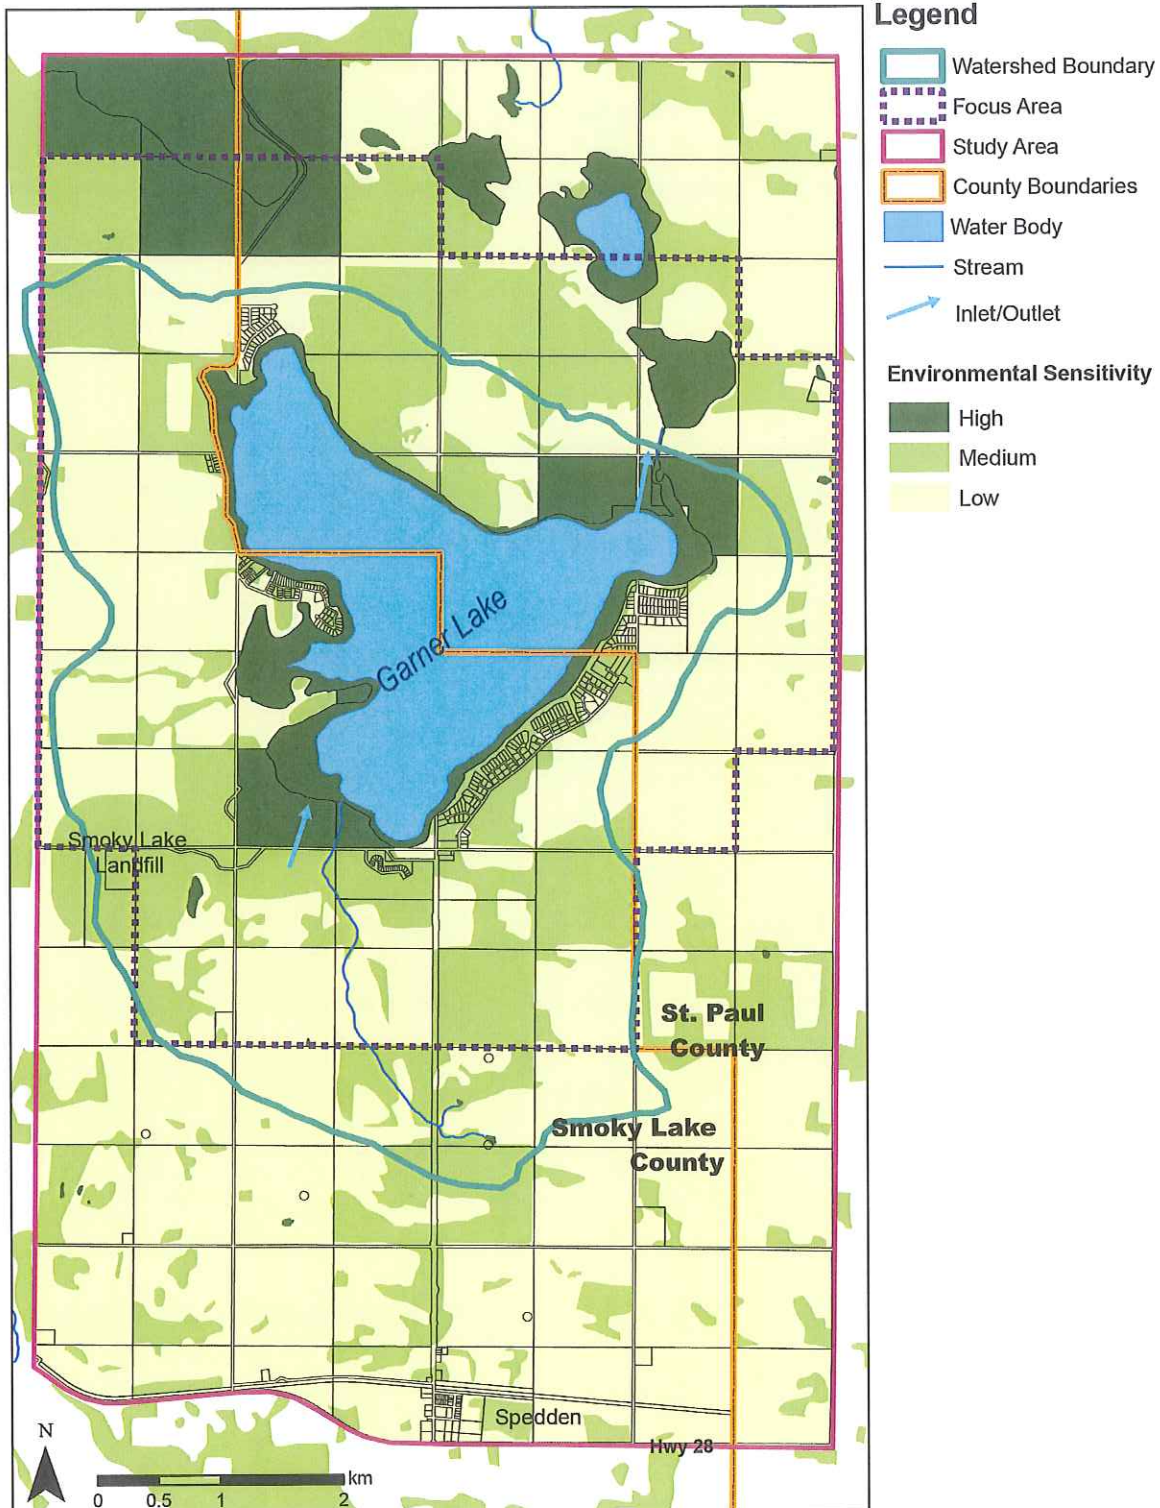 Legend
Watershed Boundary
Focus Area
Study Area
County Boundaries
Water Body
Stream
Inlet/Outlet
Environmental Sensitivity
High
Medium
Low
Garner Lake
Smoky Lake
Landfill
St. Paul
County
Smoky Lake
County
Spedden
Hwy 28
N
km
0 0.5 1 2